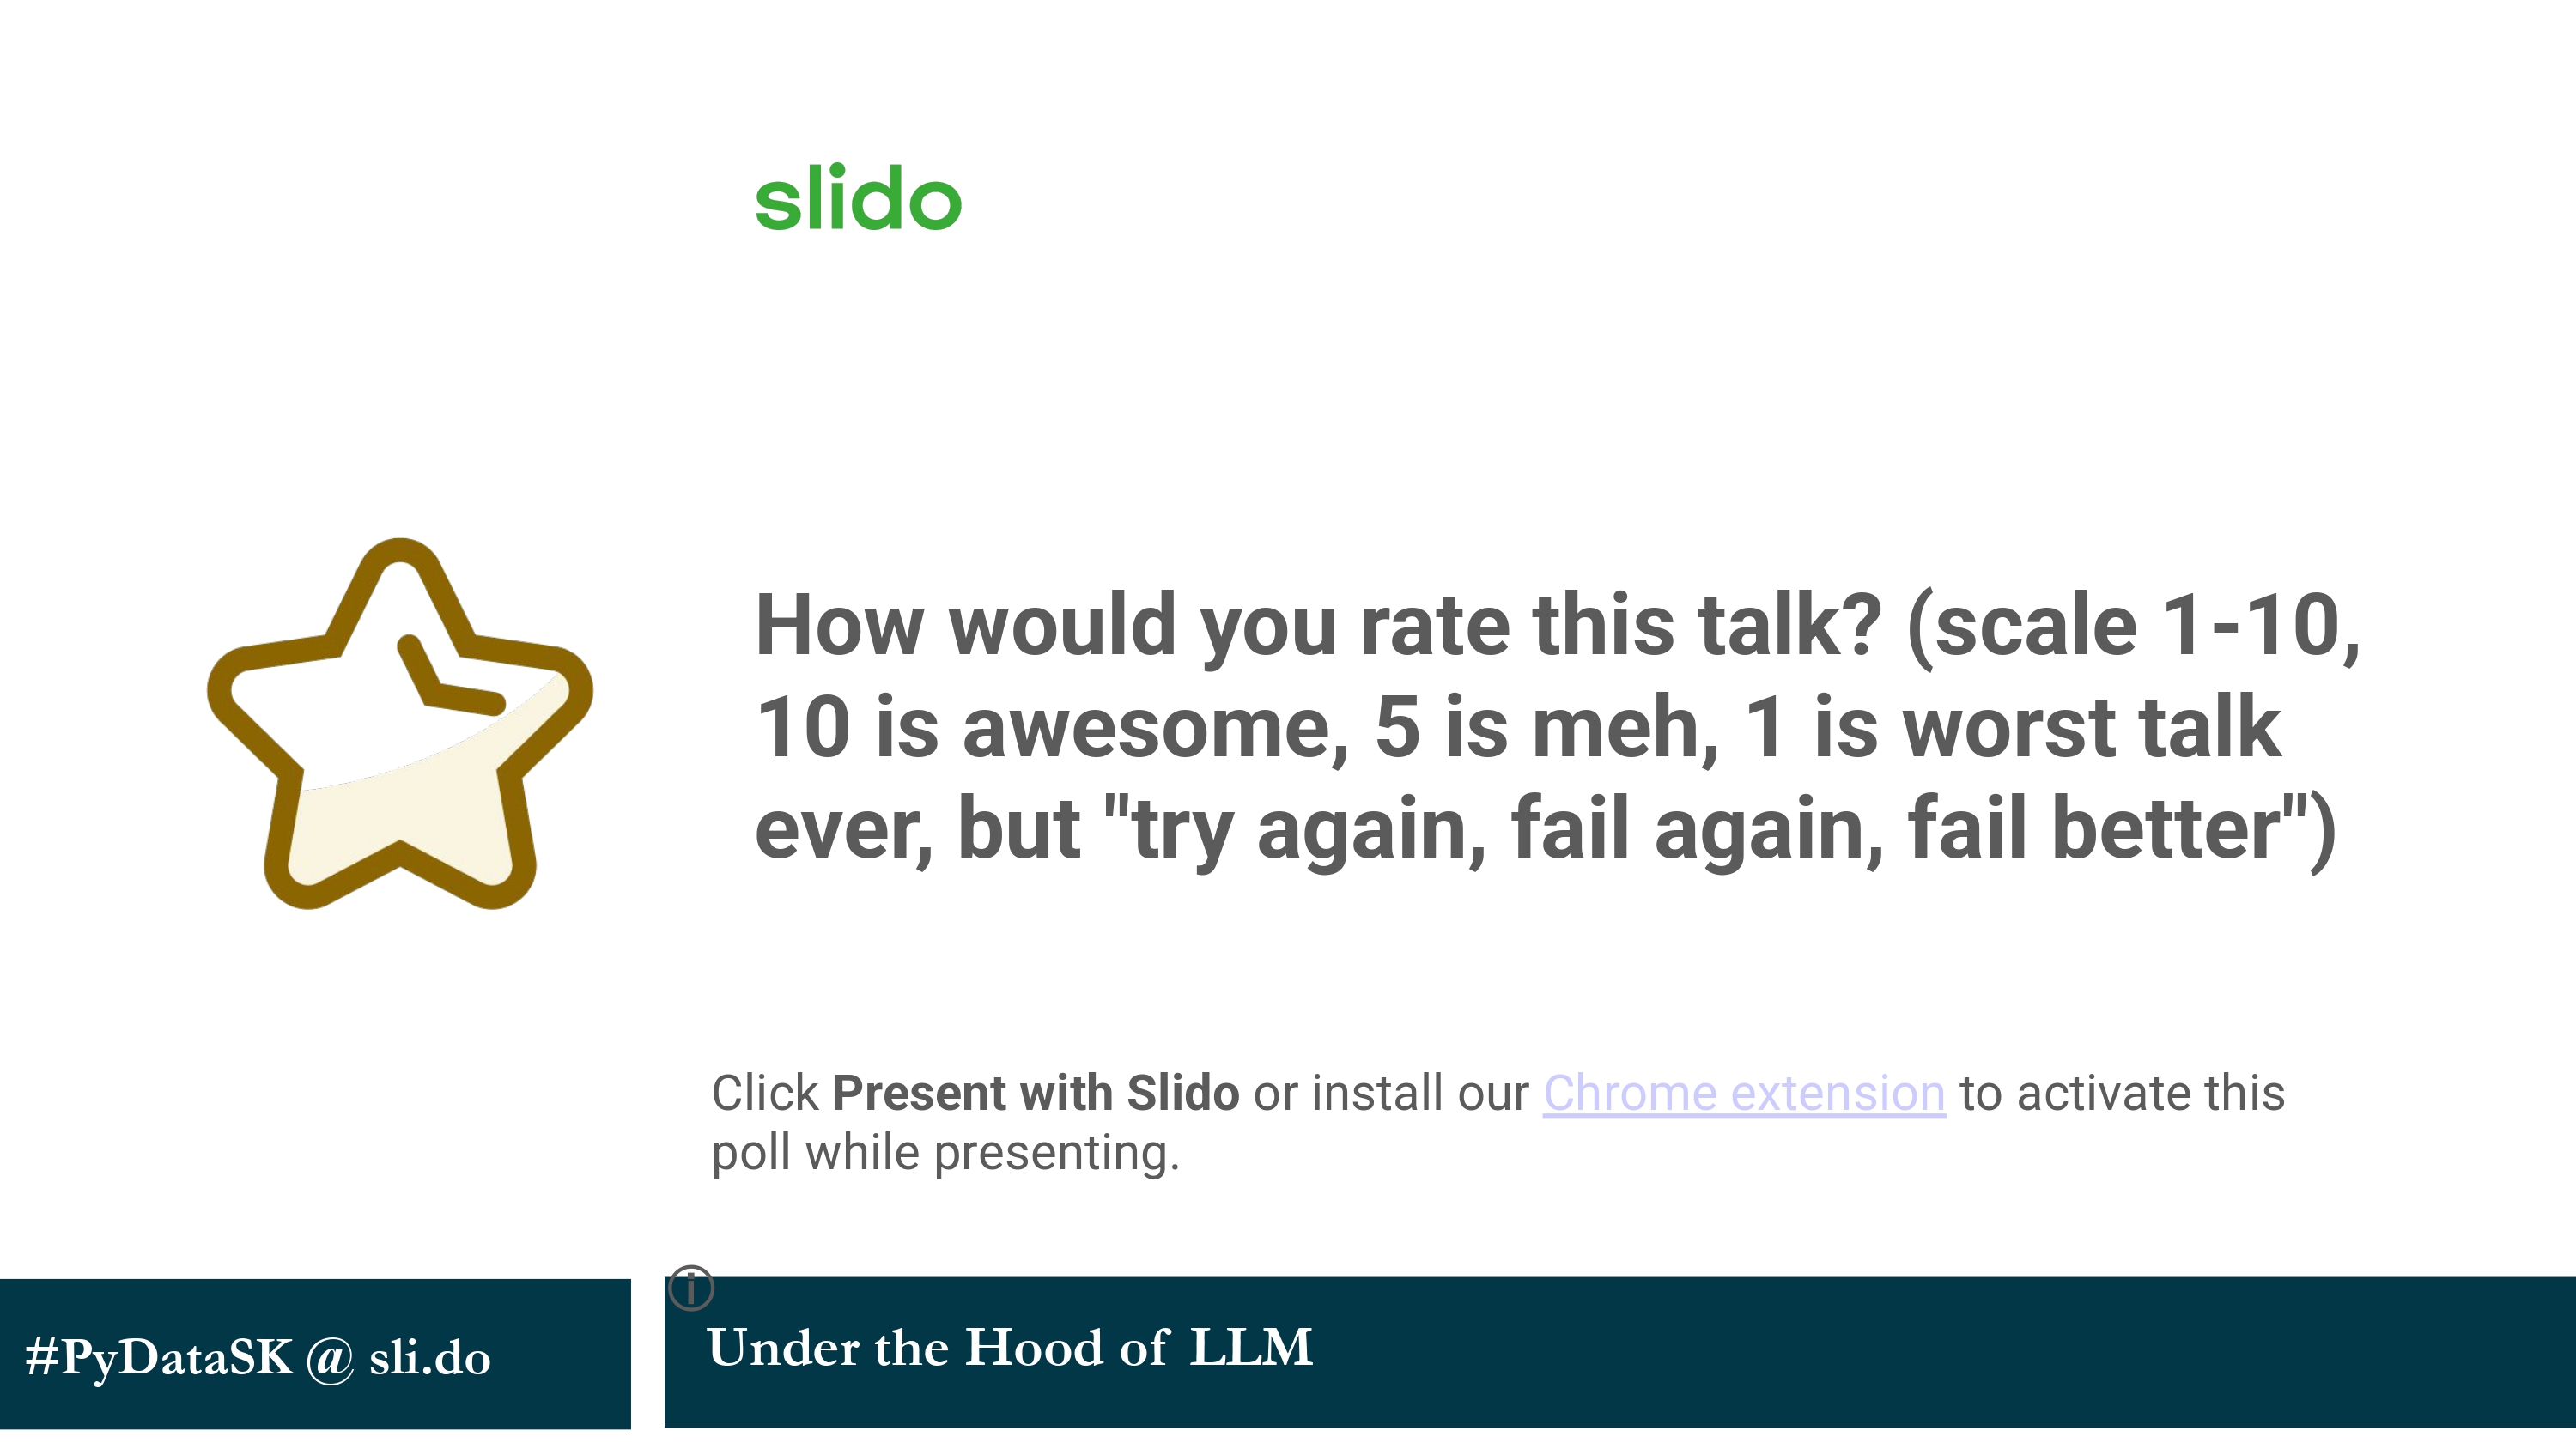 slido
How would you rate this talk? (scale 1-10,
10 is awesome, 5 is meh, 1 is worst talk
ever, but "try again, fail again, fail better")
Click Present with Slido or install our Chrome extension to activate this
poll while presenting.
#PyDataSK @ sli.do
Under the Hood of LLM